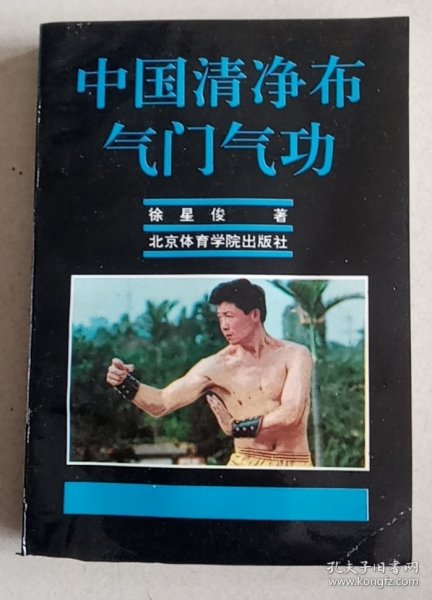 中国清净布
气门气功
徐星俊 著
北京体育学院出版社
孔夫子旧书网
www.kongfz.com